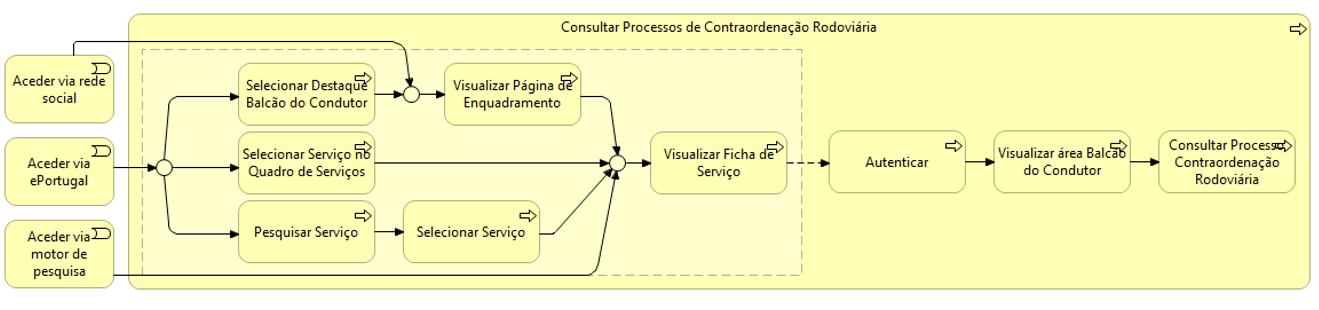 Consultar Processos de Contraordenação Rodoviária
Aceder via rede
social
Selecionar Destaque
Balcão do Condutor
Visualizar Página de
Enquadramento
Aceder via
ePortugal
Selecionar Serviço no
Quadro de Serviços
Visualizar Ficha de
Serviço
Autenticar
Visualizar área Balcão
do Condutor
Consultar Processo
Contraordenação
Rodoviária
Aceder via
motor de
pesquisa
Pesquisar Serviço
Selecionar Serviço